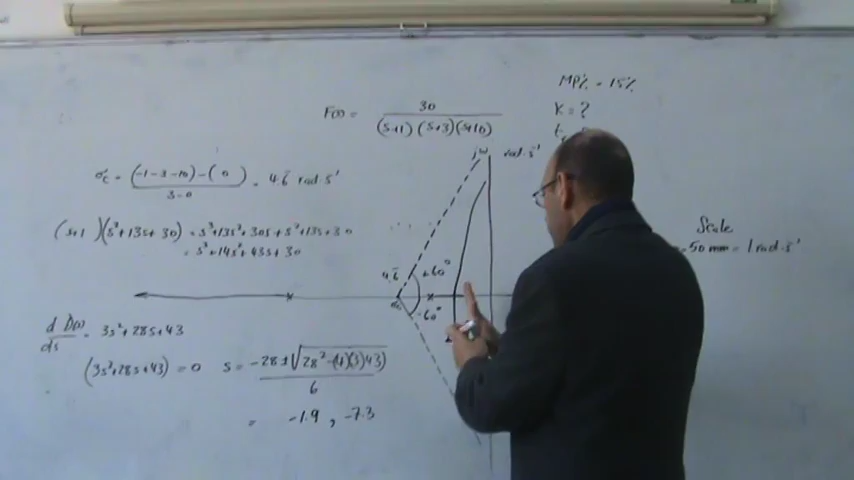 MP% = 15%
F(s) = 30 / (s+1)(s+3)(s+10)
K = ?
jω rad.s⁻¹
σc = (-1-3-10)-(0) / 3-0 = 4.6̅ rad.s⁻¹
(s+1)(s²+13s+30) = s³+13s²+30s+s²+13s+30
= s³+14s²+43s+30
Scale
= 50 mm = 1 rad.s⁻¹
4.6̅ +60°
σc -60°
d D(s) / ds = 3s²+28s+43
(3s²+28s+43) = 0 s = -28±√28²-(4)(3)43) / 6
= -1.9, -7.3